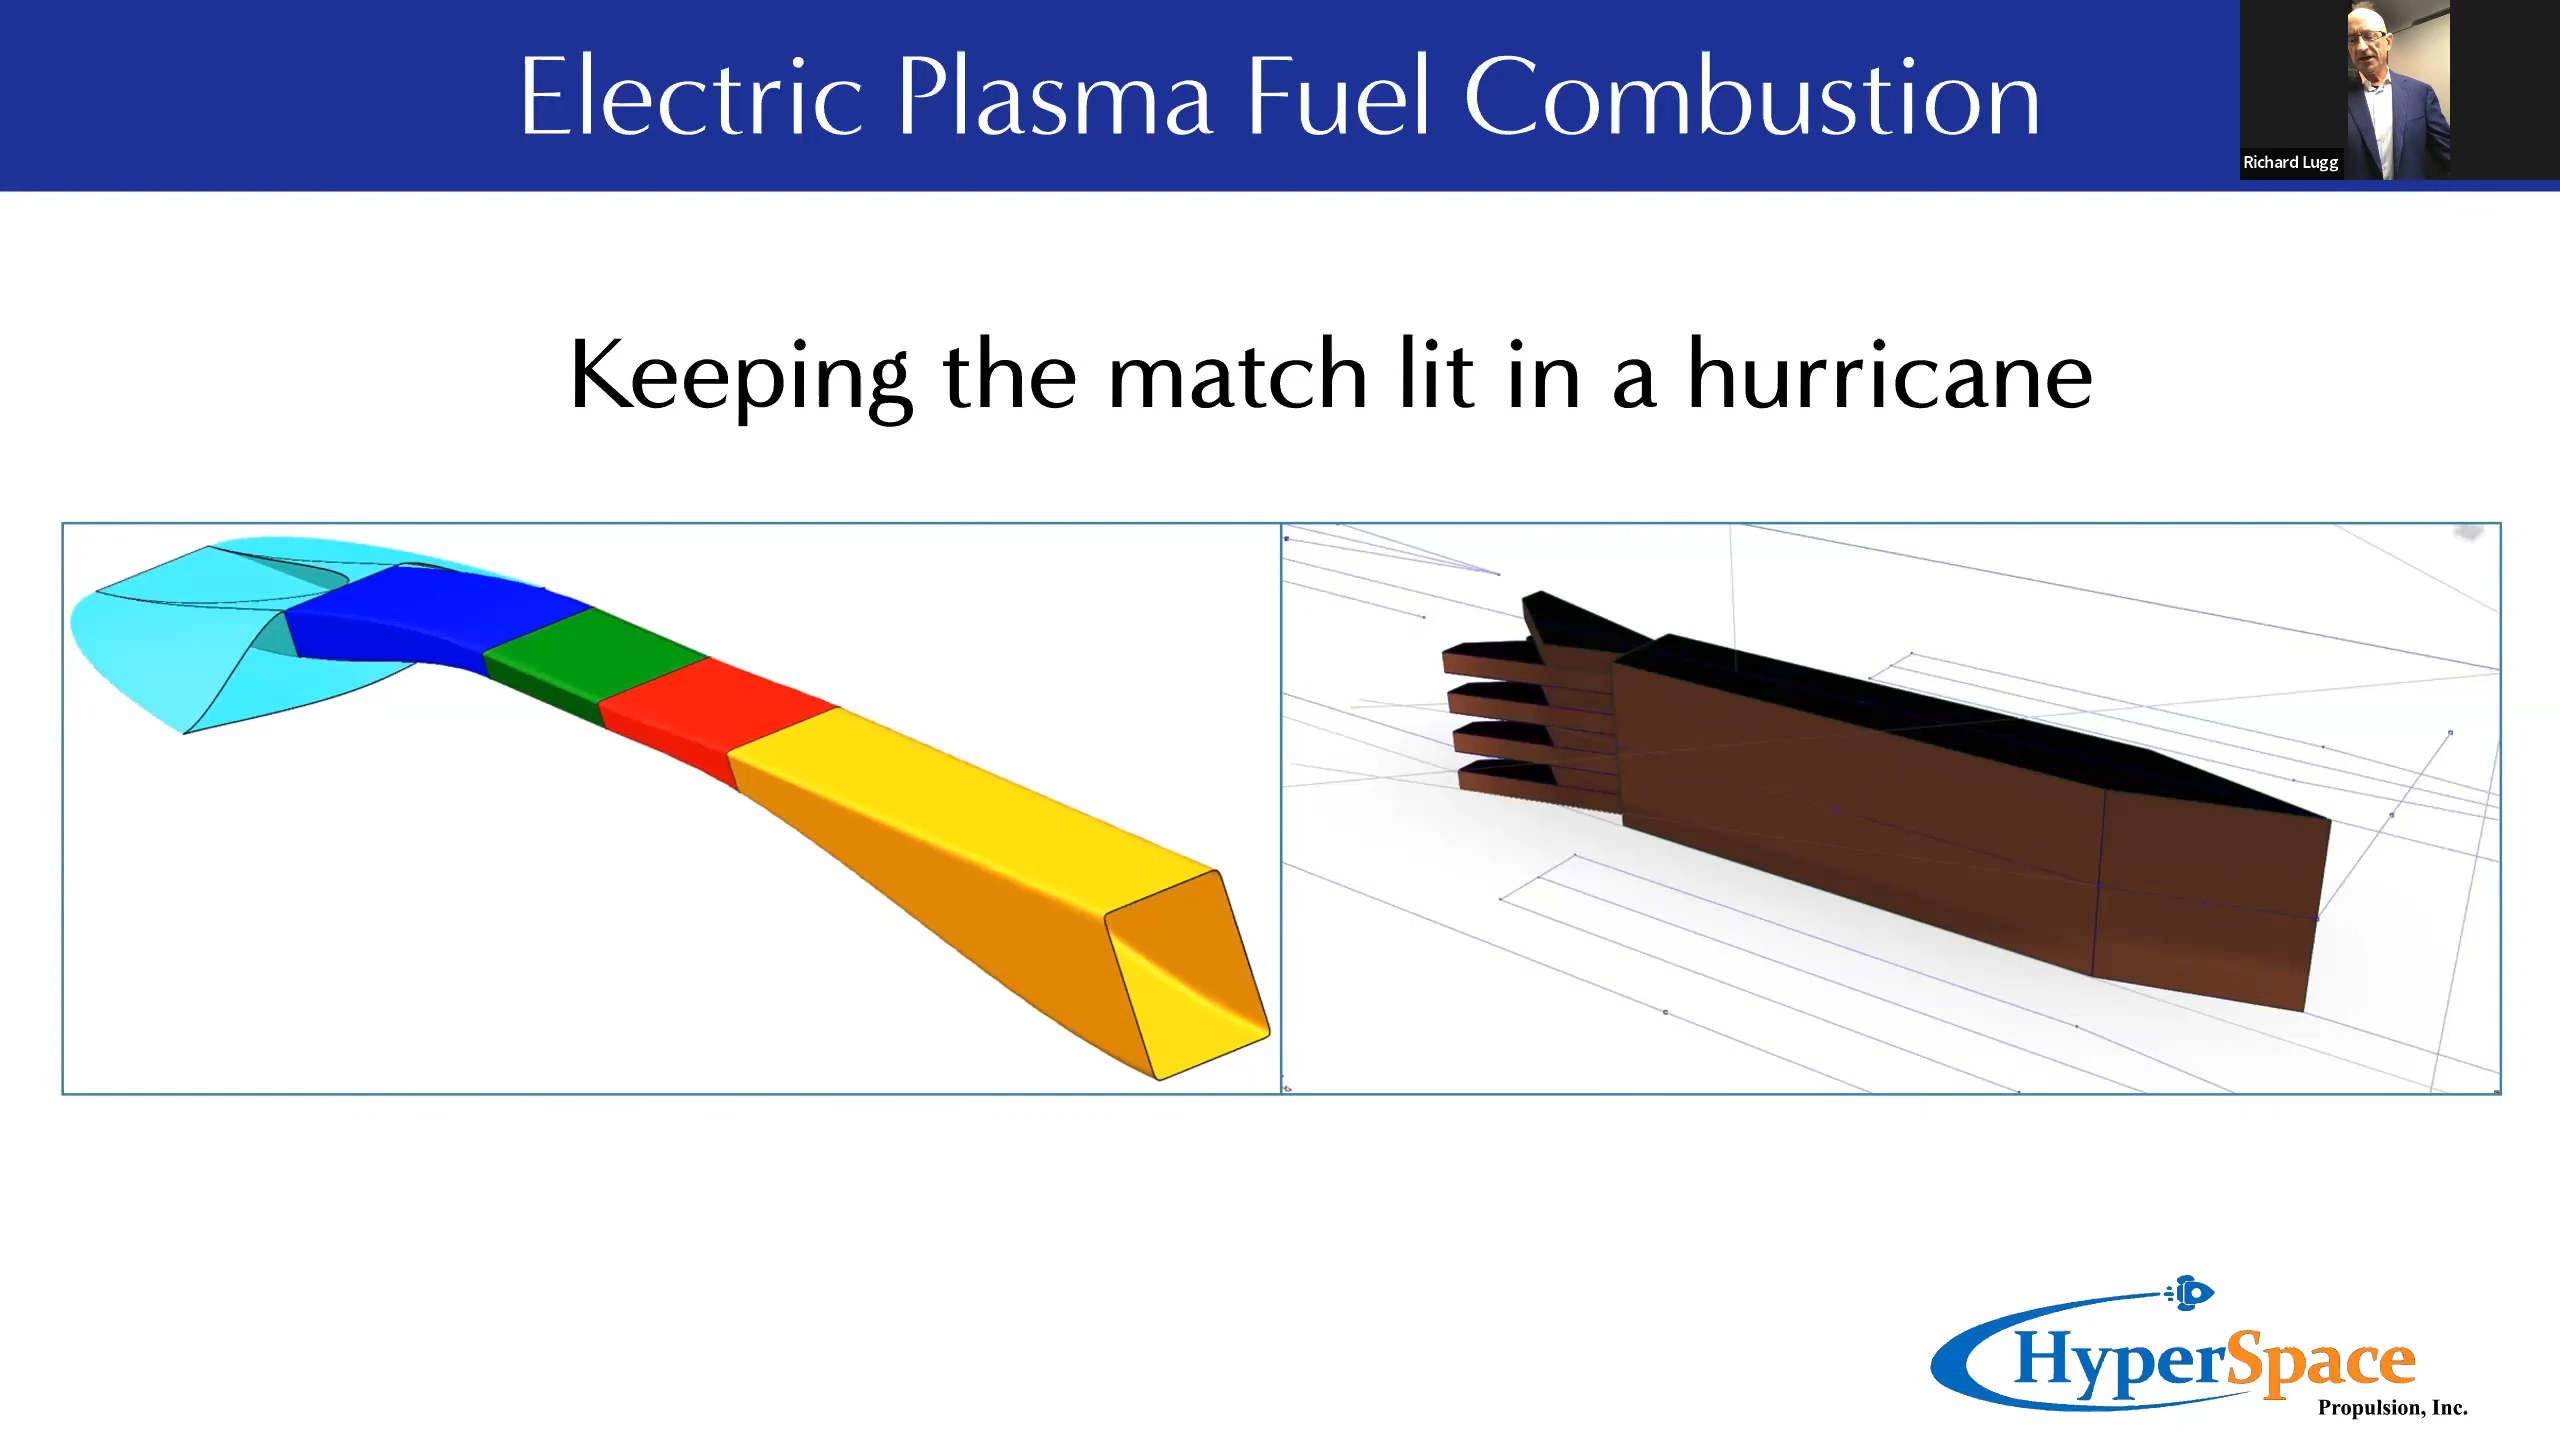 Electric Plasma Fuel Combustion
Richard Lugg
Keeping the match lit in a hurricane
HyperSpace
Propulsion, Inc.